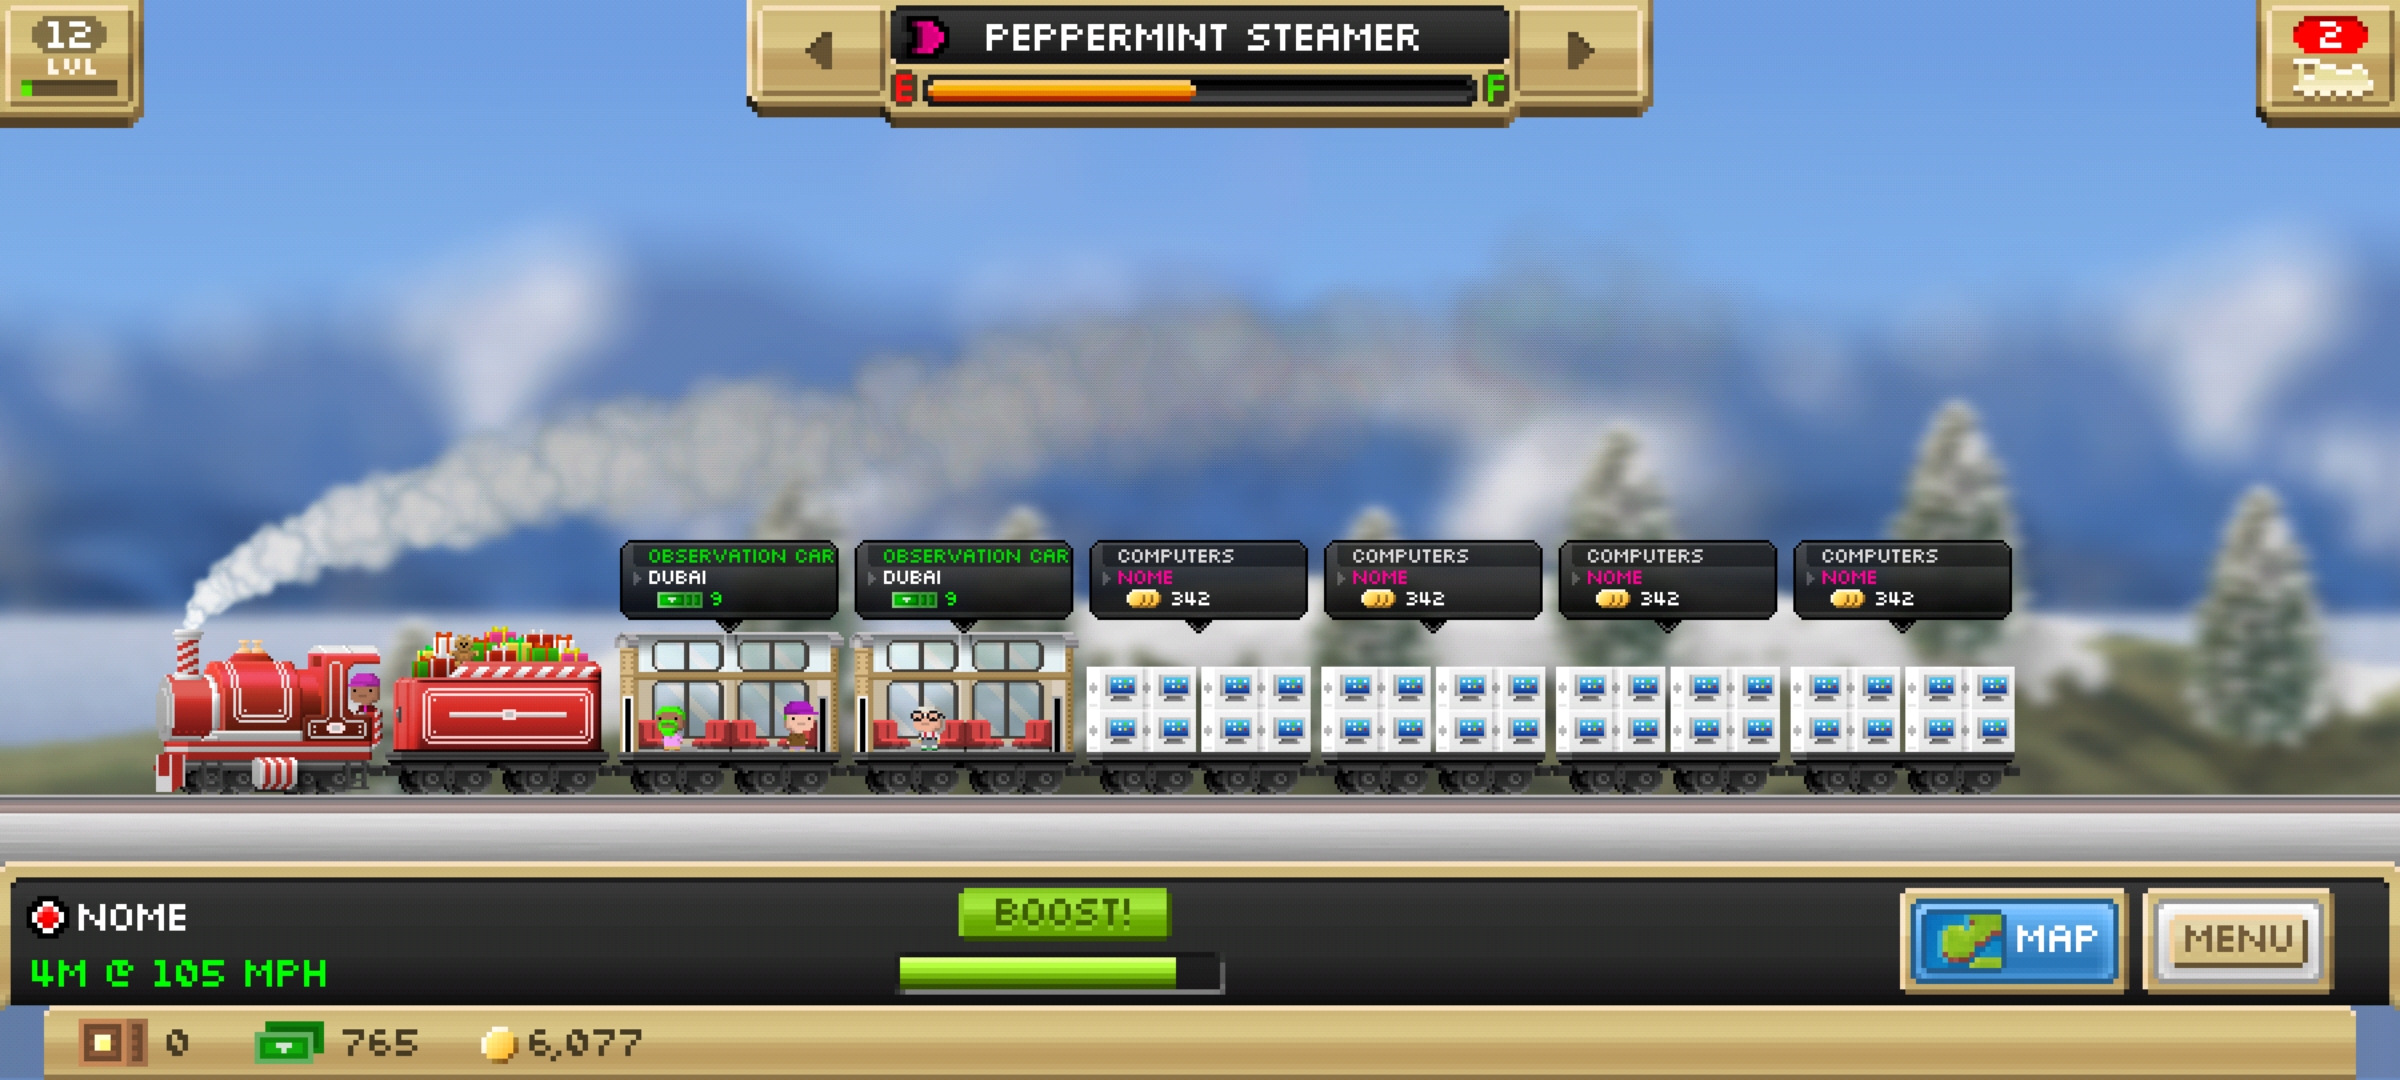 12
LVL
PEPPERMINT STEAMER
E F
2
OBSERVATION CAR
DUBAI
9
OBSERVATION CAR
DUBAI
9
COMPUTERS
NOME
342
COMPUTERS
NOME
342
COMPUTERS
NOME
342
COMPUTERS
NOME
342
NOME
4M @ 105 MPH
BOOST!
MAP
MENU
0
765
6,077